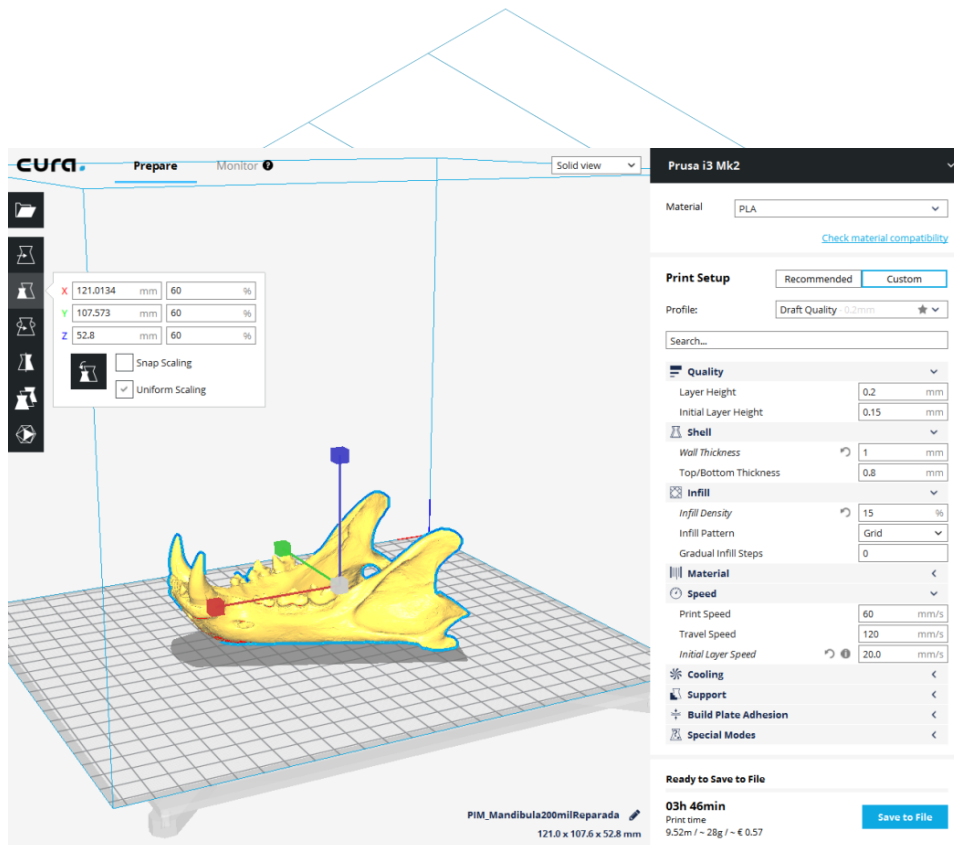 cura.
Prepare
Monitor ?
Solid view
X 121.0134 mm 60 %
Y 107.573 mm 60 %
Z 52.8 mm 60 %
Snap Scaling
Uniform Scaling
PIM_Mandibula200milReparada
121.0 x 107.6 x 52.8 mm
Prusa i3 Mk2
Material PLA
Check material compatibility
Print Setup Recommended Custom
Profile: Draft Quality - 0.2mm
Search...
Quality
Layer Height 0.2 mm
Initial Layer Height 0.15 mm
Shell
Wall Thickness 1 mm
Top/Bottom Thickness 0.8 mm
Infill
Infill Density 15 %
Infill Pattern Grid
Gradual Infill Steps 0
Material
Speed
Print Speed 60 mm/s
Travel Speed 120 mm/s
Initial Layer Speed 20.0 mm/s
Cooling
Support
Build Plate Adhesion
Special Modes
Ready to Save to File
03h 46min
Print time
9.52m / ~ 28g / ~ € 0.57
Save to File